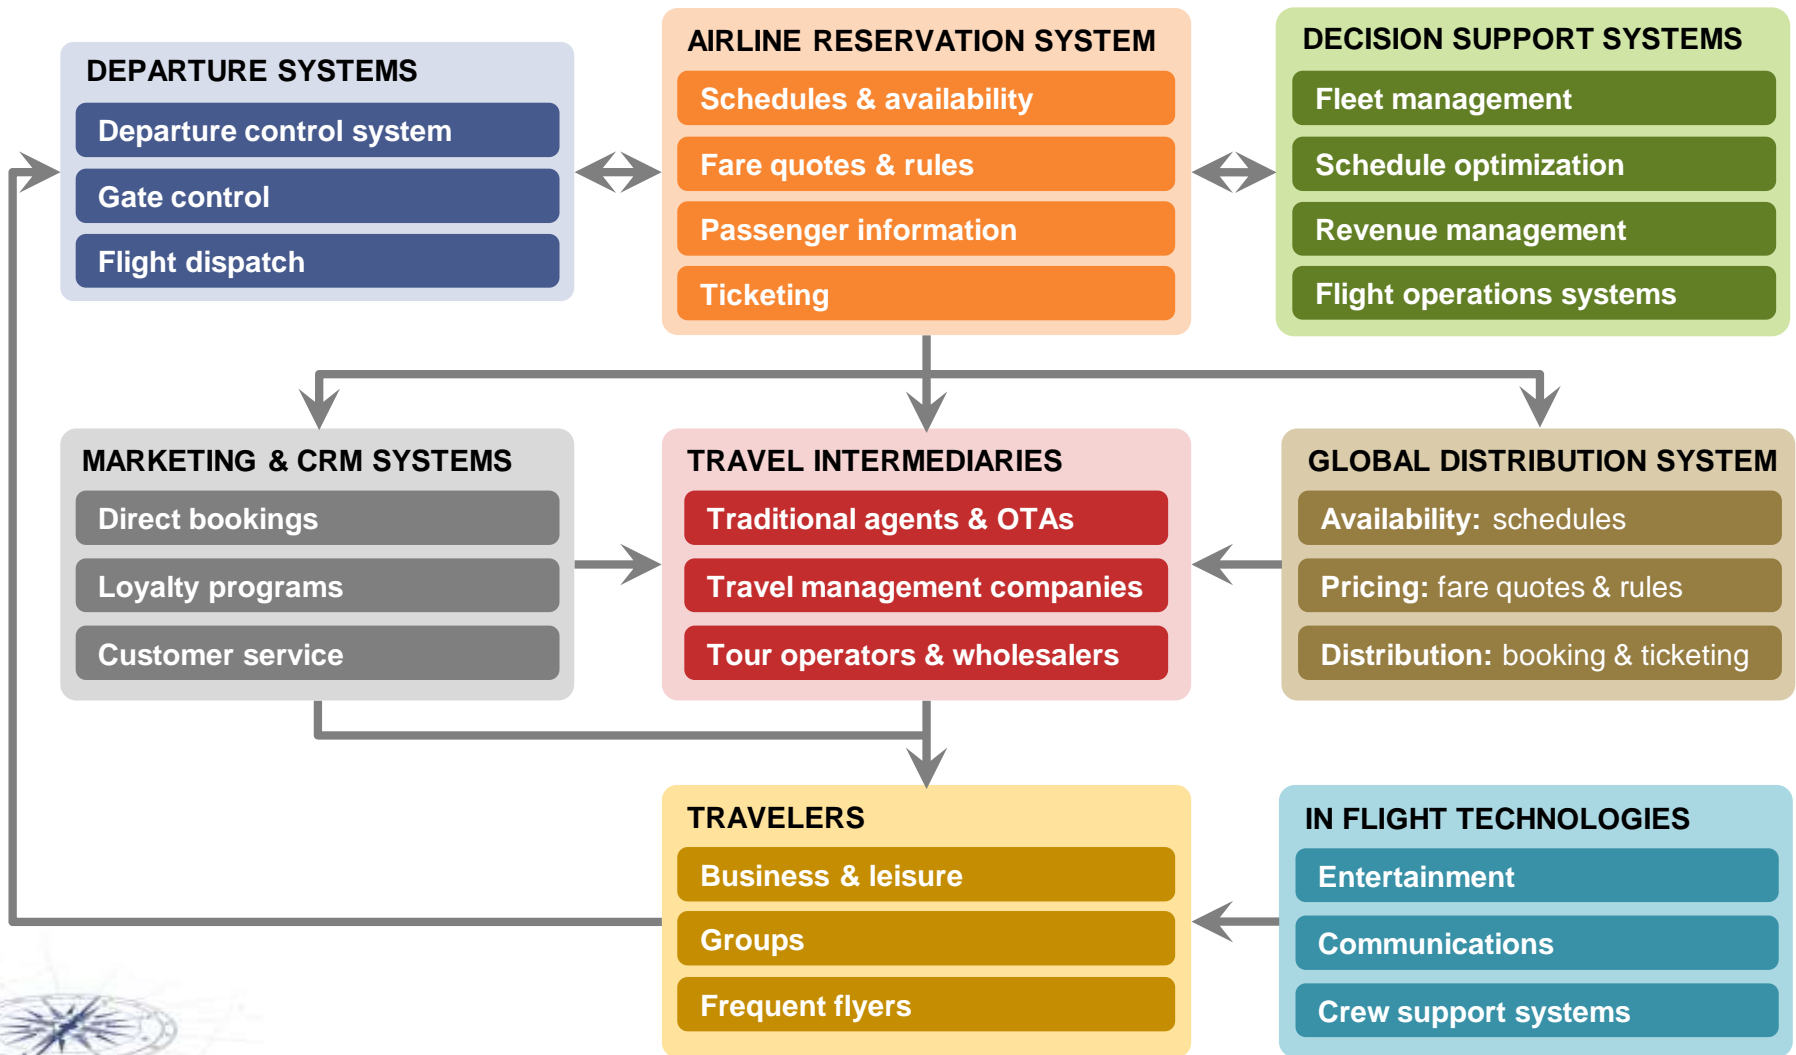 DEPARTURE SYSTEMS
Departure control system
Gate control
Flight dispatch
AIRLINE RESERVATION SYSTEM
Schedules & availability
Fare quotes & rules
Passenger information
Ticketing
DECISION SUPPORT SYSTEMS
Fleet management
Schedule optimization
Revenue management
Flight operations systems
MARKETING & CRM SYSTEMS
Direct bookings
Loyalty programs
Customer service
TRAVEL INTERMEDIARIES
Traditional agents & OTAs
Travel management companies
Tour operators & wholesalers
GLOBAL DISTRIBUTION SYSTEM
Availability: schedules
Pricing: fare quotes & rules
Distribution: booking & ticketing
TRAVELERS
Business & leisure
Groups
Frequent flyers
IN FLIGHT TECHNOLOGIES
Entertainment
Communications
Crew support systems